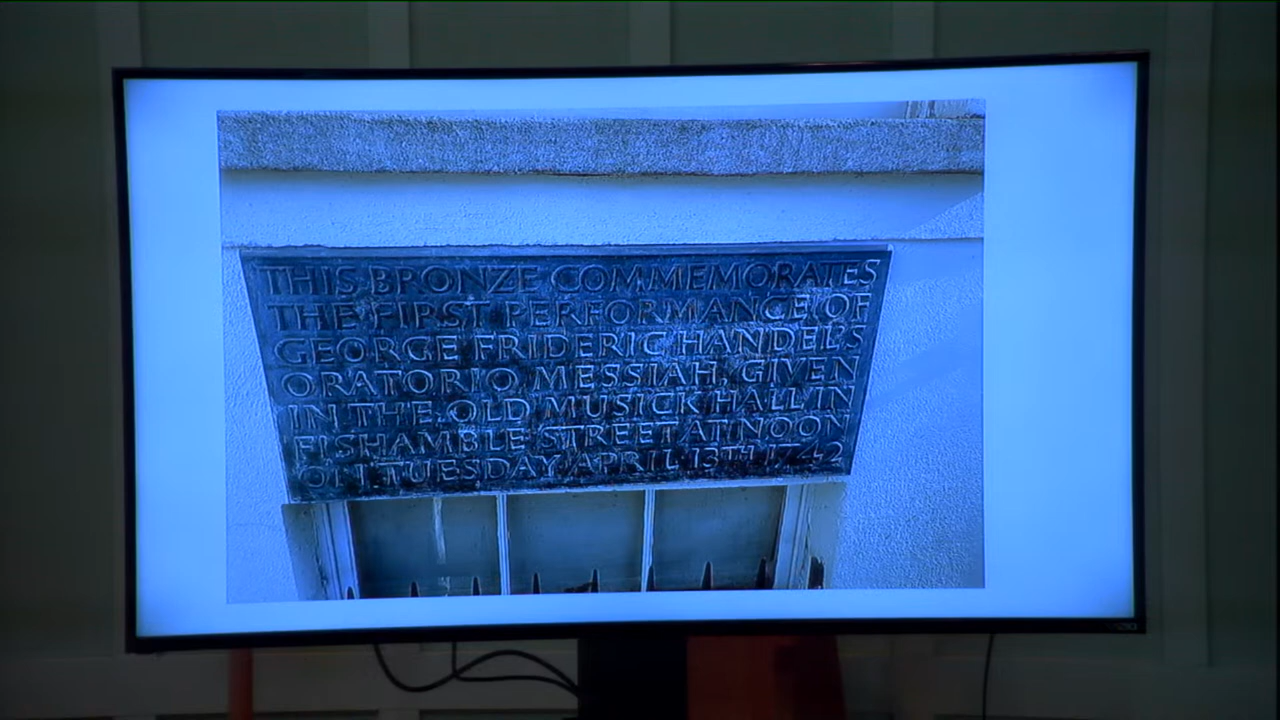 THIS BRONZE COMMEMORATES
THE FIRST PERFORMANCE OF
GEORGE FRIDERIC HANDEL'S
ORATORIO MESSIAH, GIVEN
IN THE OLD MUSICK HALL IN
FISHAMBLE STREET AT NOON
ON TUESDAY, APRIL 13TH 1742
VIZIO